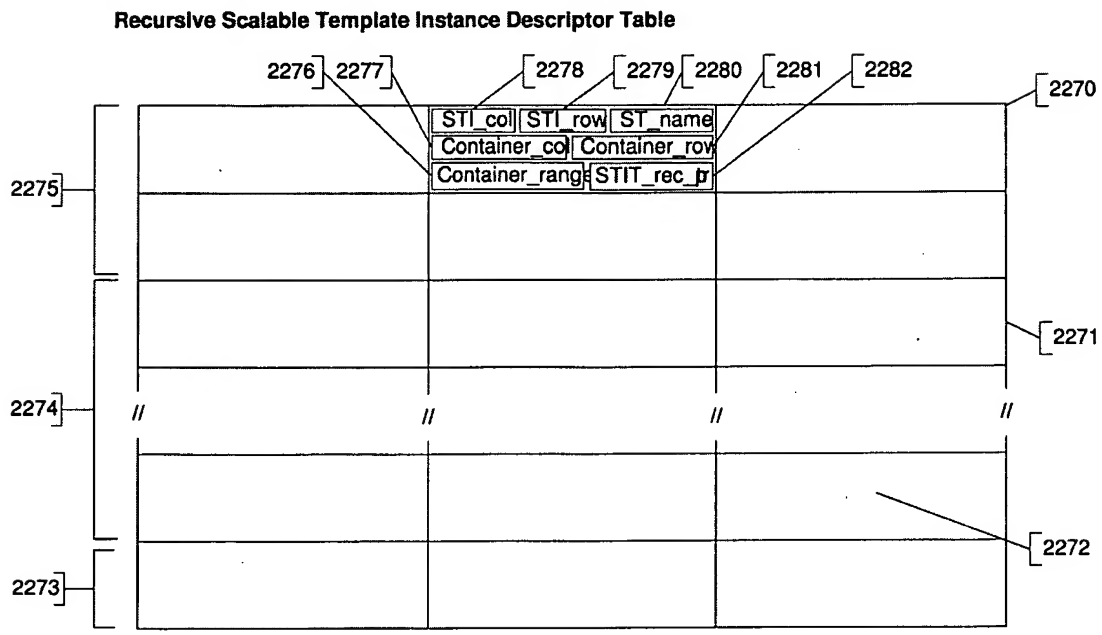 Recursive Scalable Template Instance Descriptor Table
2276 2277 2278 2279 2280 2281 2282
2270
STI_col STI_row ST_name
Container_col Container_row
Container_range STIT_rec_ptr
2275
2271
2274
// // // //
2272
2273